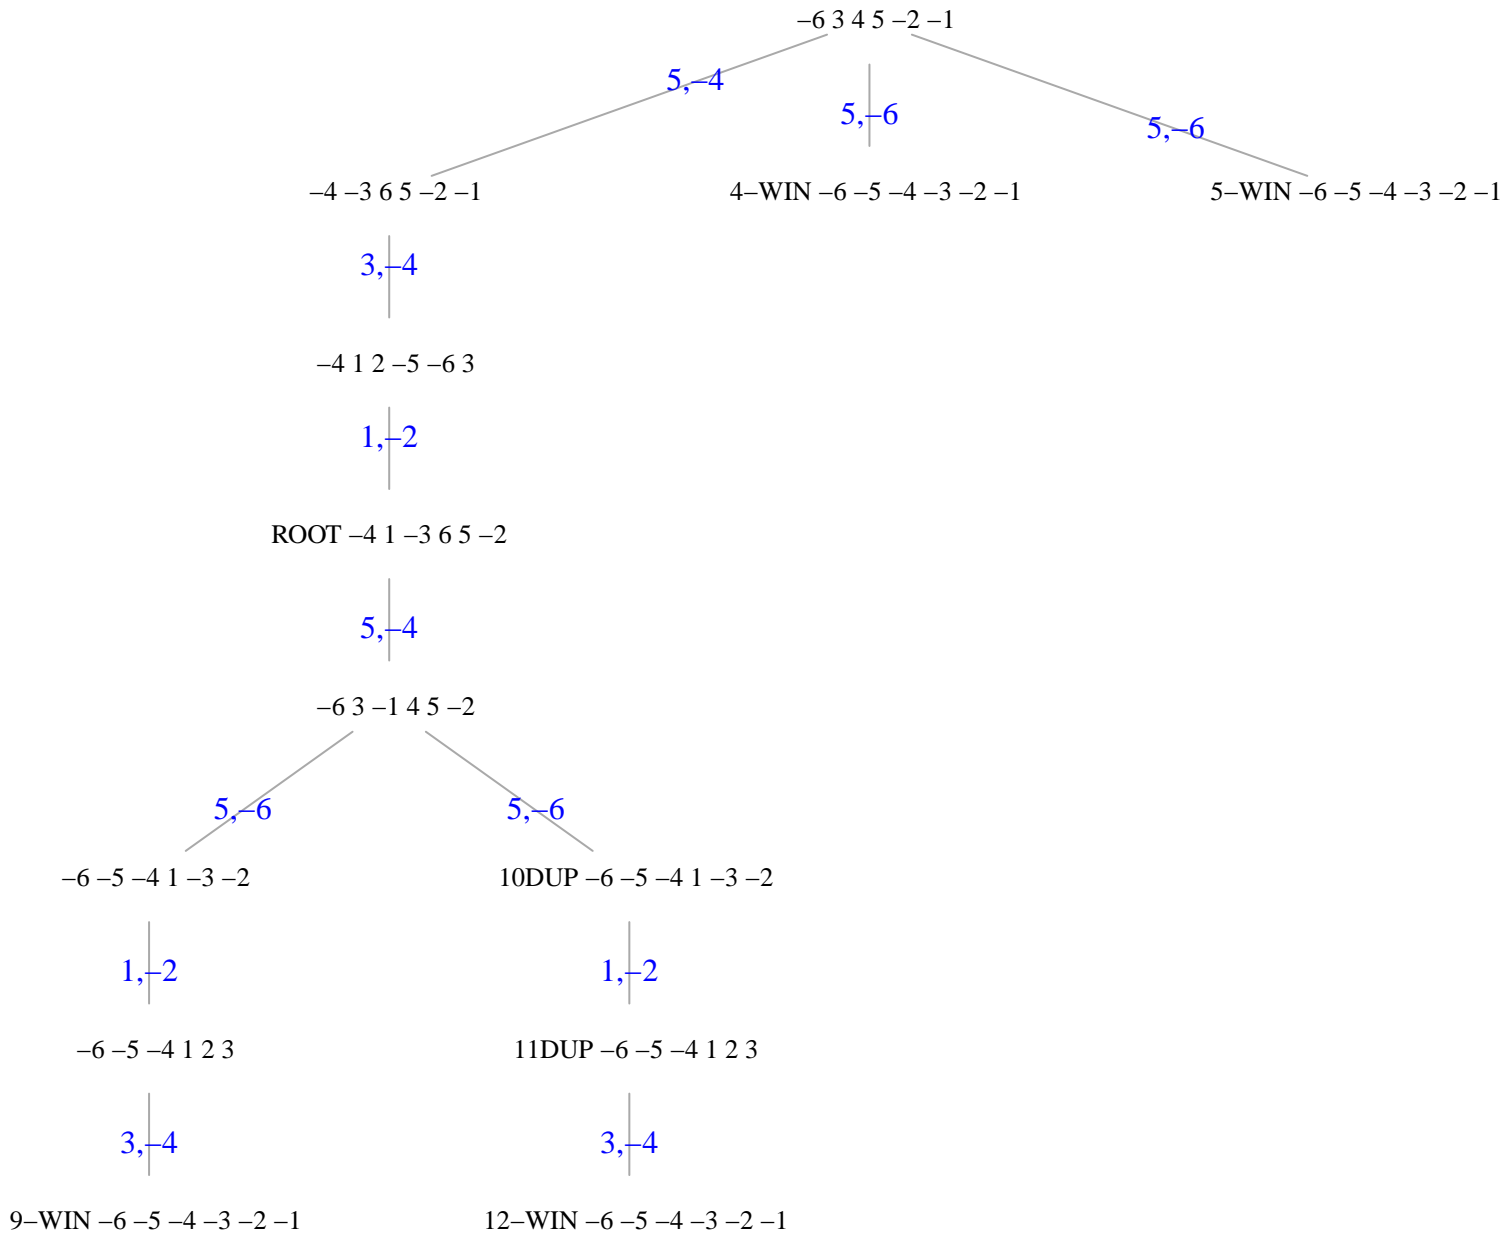 –6 3 4 5 –2 –1
5,–4
5,–6
5,–6
–4 –3 6 5 –2 –1
4–WIN –6 –5 –4 –3 –2 –1
5–WIN –6 –5 –4 –3 –2 –1
3,–4
–4 1 2 –5 –6 3
1,–2
ROOT –4 1 –3 6 5 –2
5,–4
–6 3 –1 4 5 –2
5,–6
5,–6
–6 –5 –4 1 –3 –2
10DUP –6 –5 –4 1 –3 –2
1,–2
1,–2
–6 –5 –4 1 2 3
11DUP –6 –5 –4 1 2 3
3,–4
3,–4
9–WIN –6 –5 –4 –3 –2 –1
12–WIN –6 –5 –4 –3 –2 –1